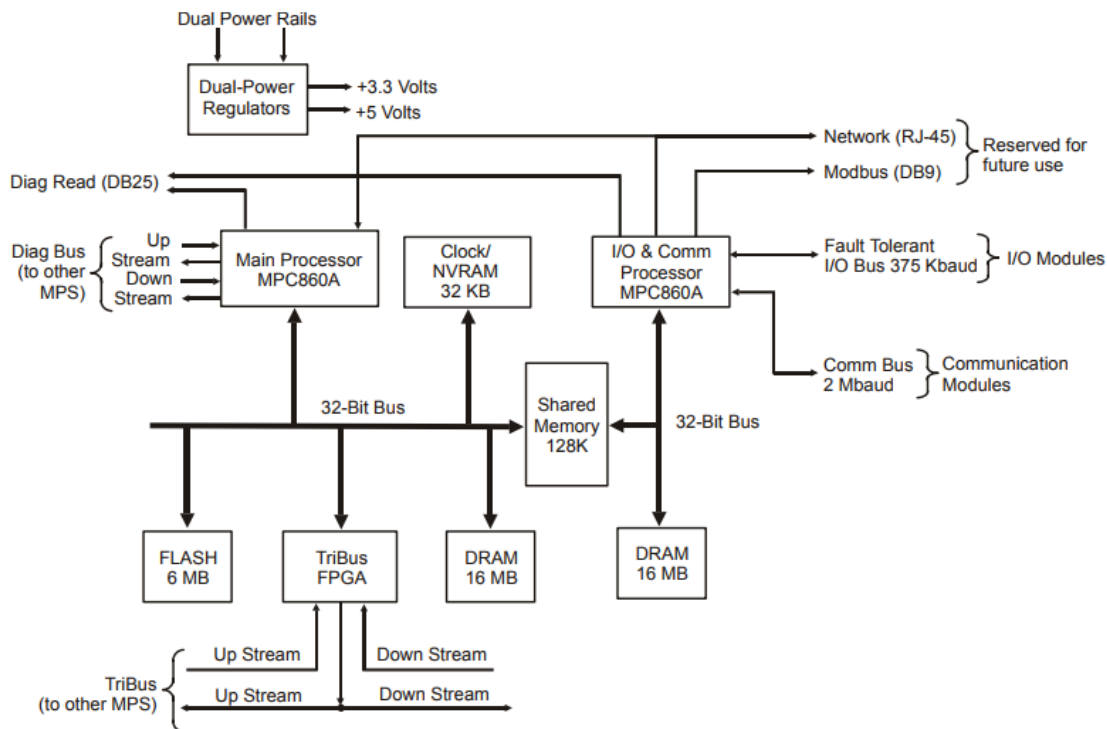 Dual Power Rails
Dual-Power
Regulators
+3.3 Volts
+5 Volts
Network (RJ-45)
Modbus (DB9)
Reserved for
future use
Diag Read (DB25)
Diag Bus
(to other
MPS)
Up
Stream
Down
Stream
Main Processor
MPC860A
Clock/
NVRAM
32 KB
I/O & Comm
Processor
MPC860A
Fault Tolerant
I/O Bus 375 Kbaud
I/O Modules
Comm Bus
2 Mbaud
Communication
Modules
32-Bit Bus
Shared
Memory
128K
32-Bit Bus
FLASH
6 MB
TriBus
FPGA
DRAM
16 MB
DRAM
16 MB
Up Stream
Down Stream
TriBus
(to other MPS)
Up Stream
Down Stream